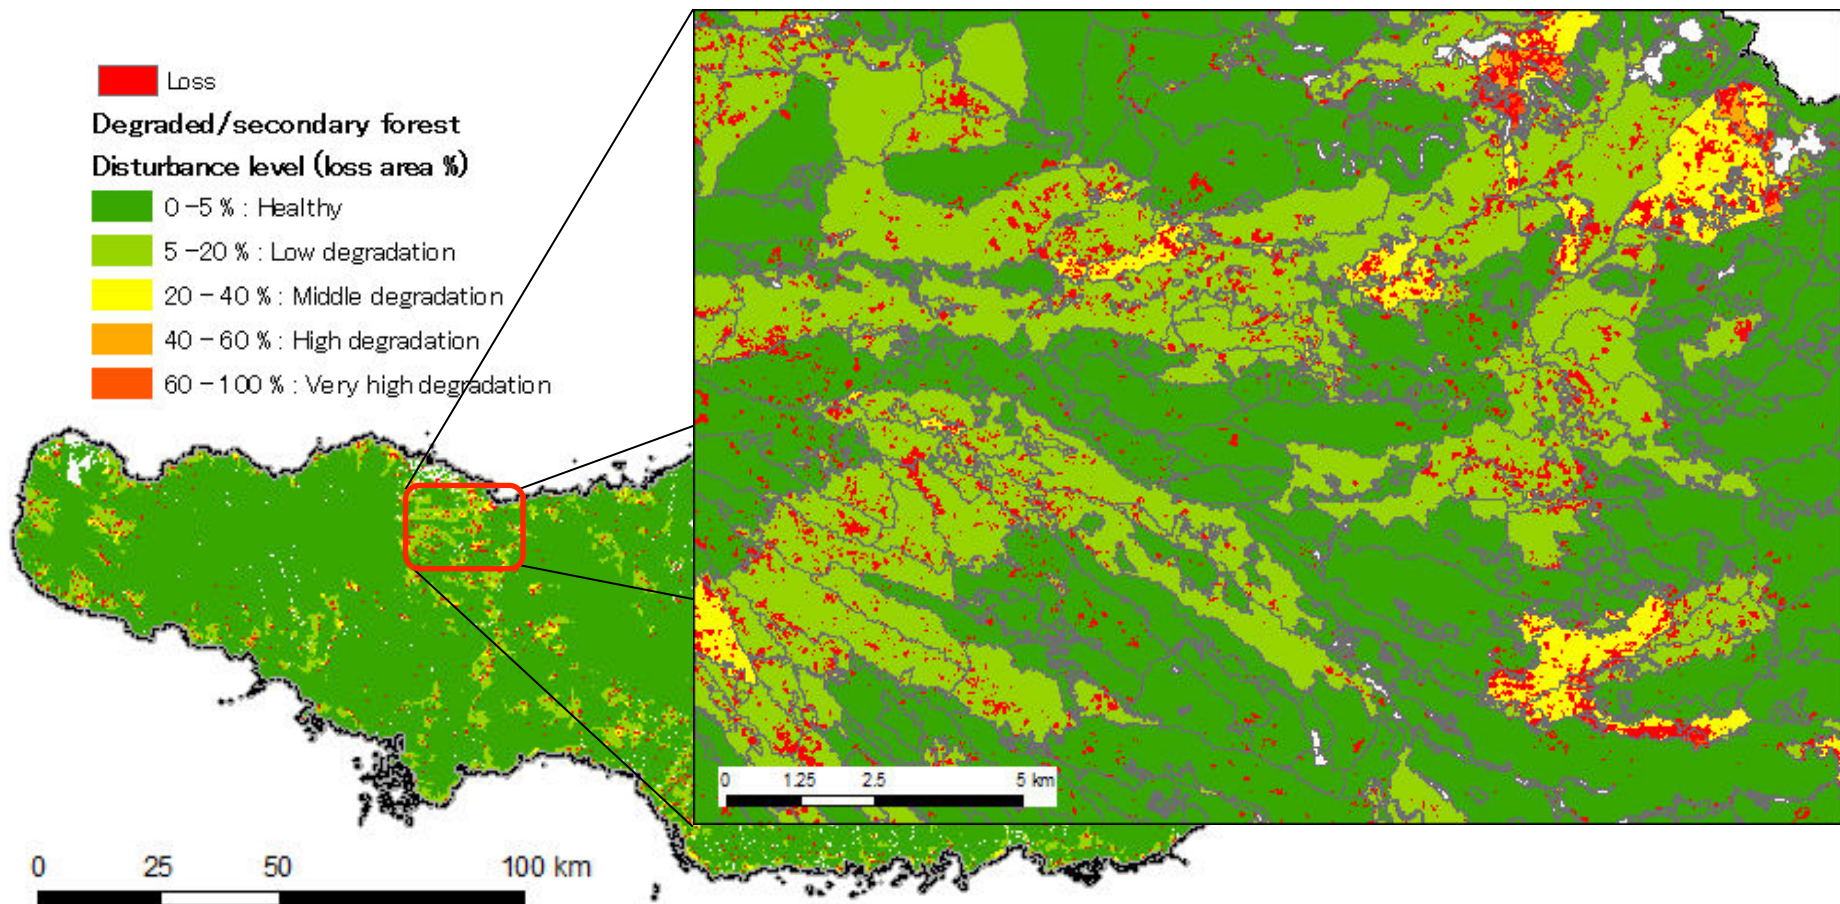 Loss
Degraded/secondary forest
Disturbance level (loss area %)
0 - 5 % : Healthy
5 - 20 % : Low degradation
20 - 40 % : Middle degradation
40 - 60 % : High degradation
60 - 100 % : Very high degradation
0 1.25 2.5 5 km
0 25 50 100 km